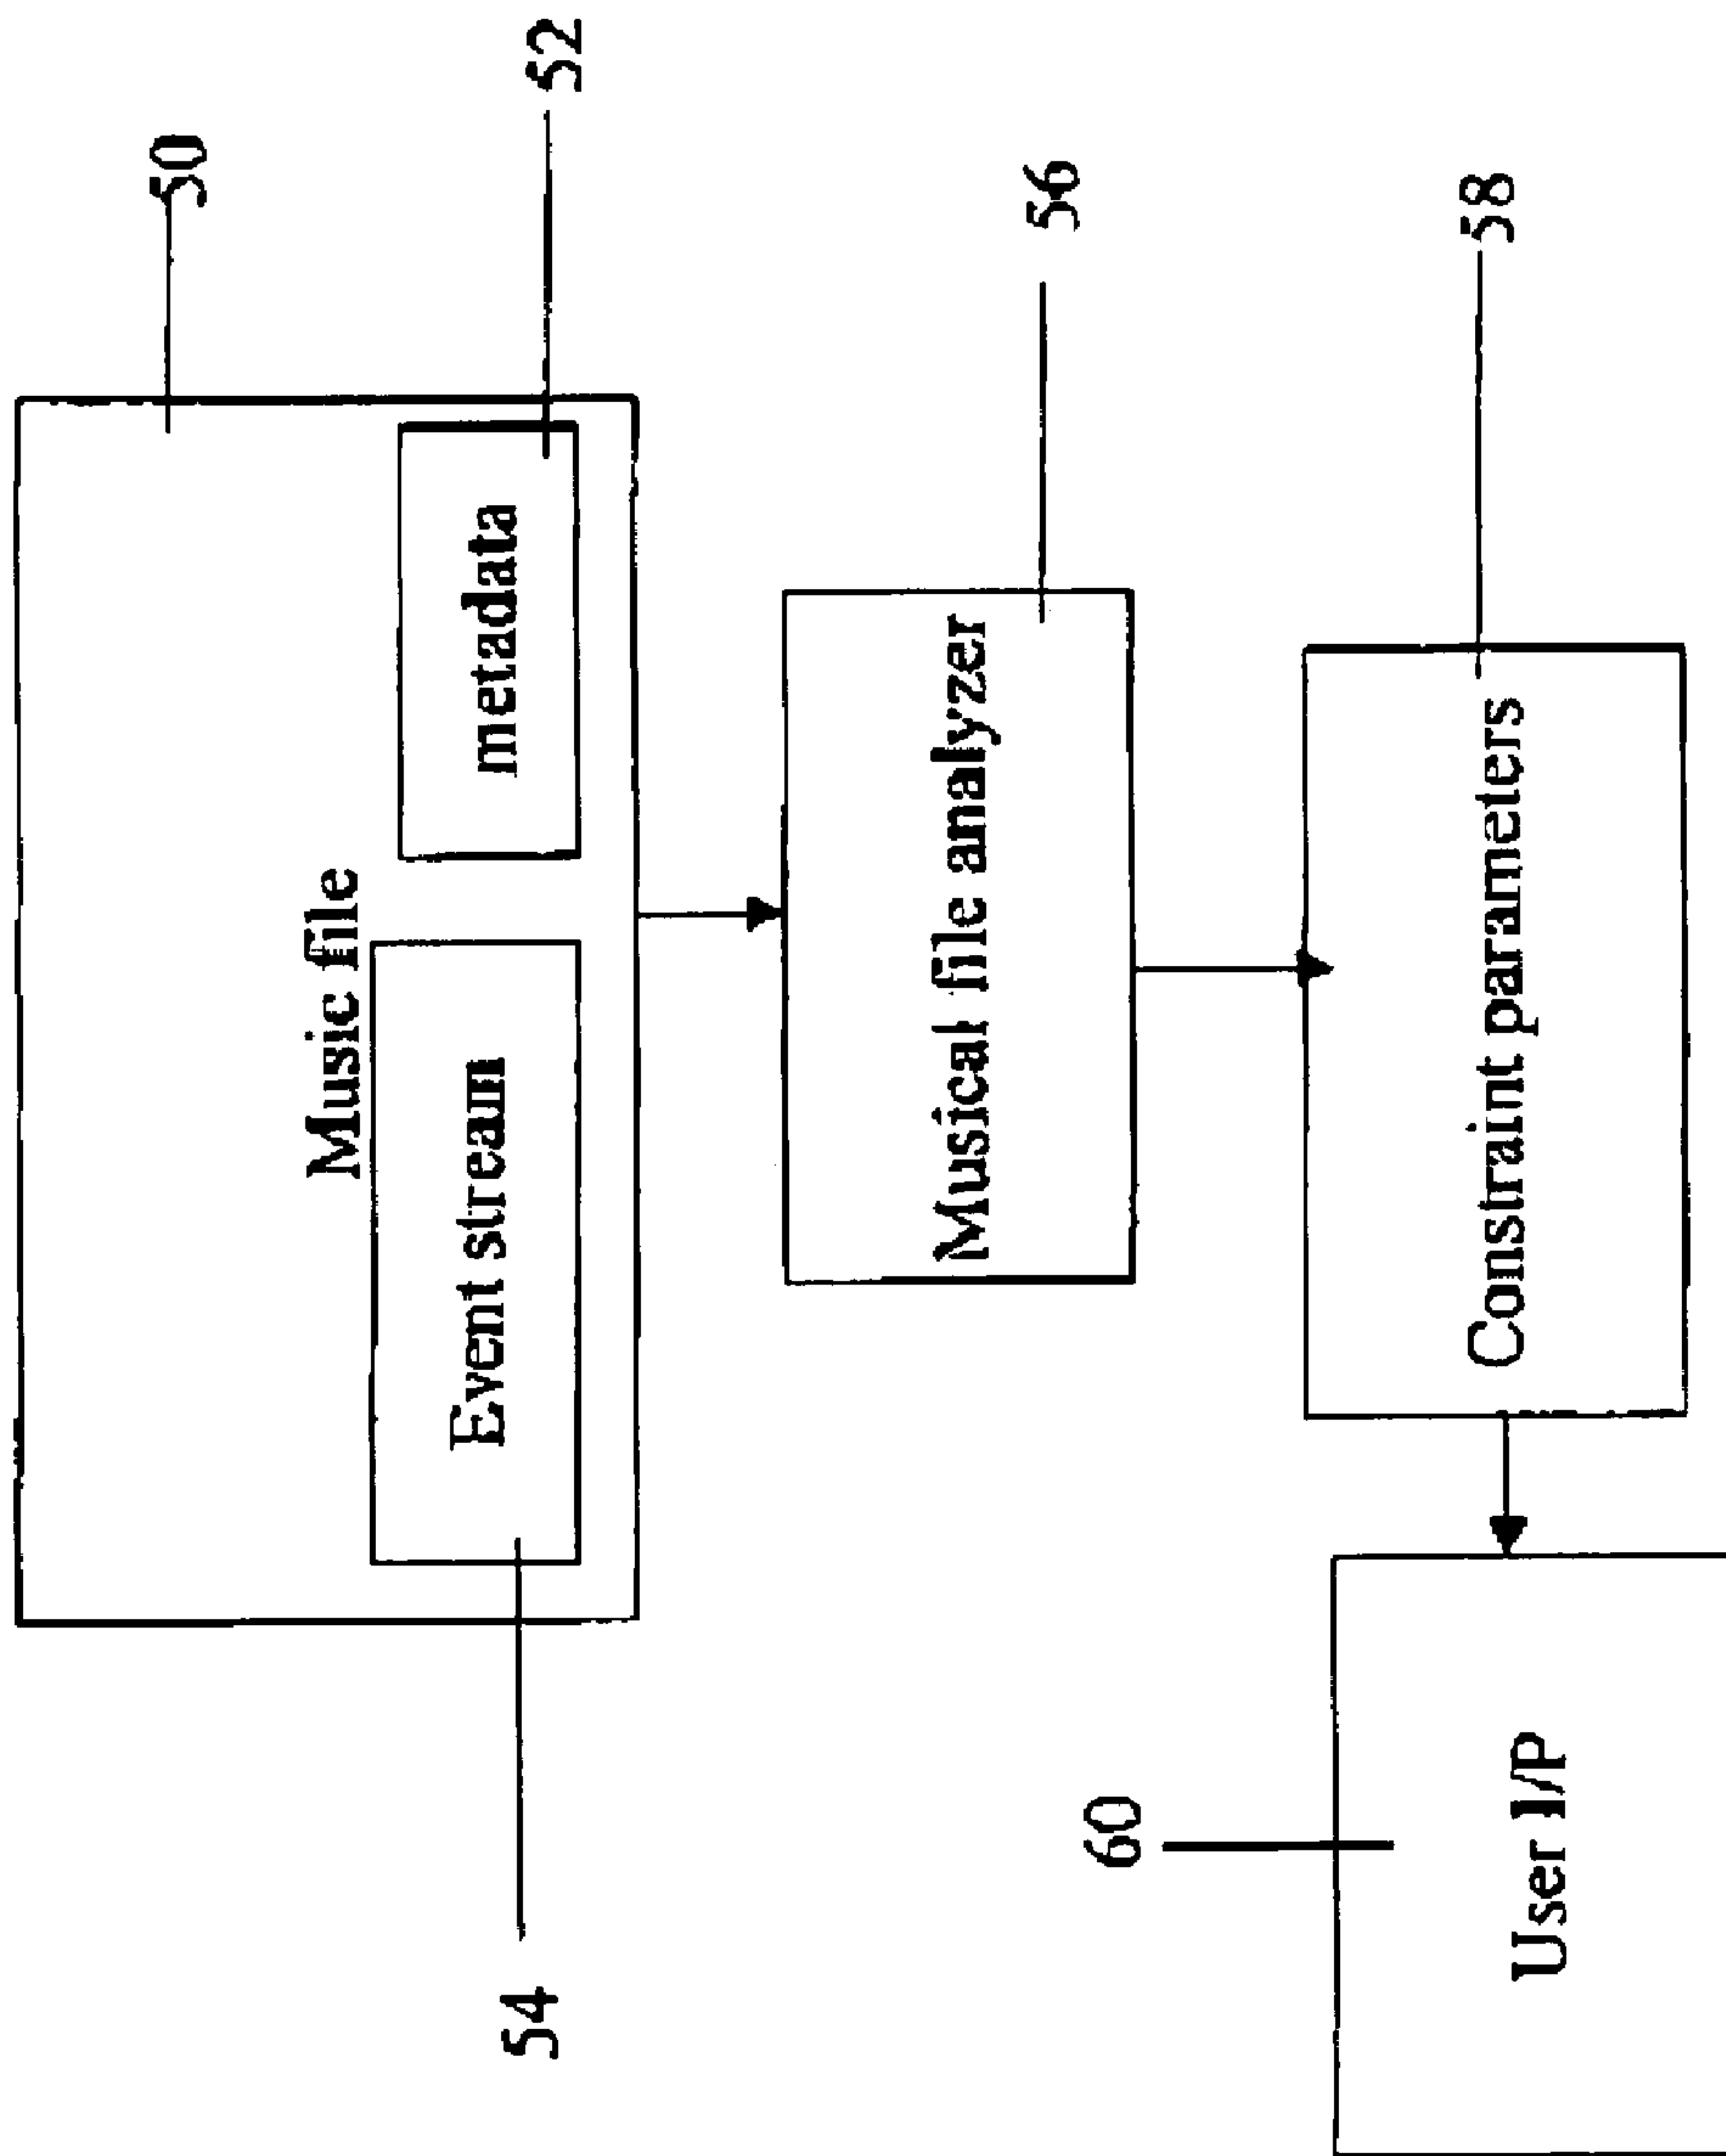 50
52
Music file
Event stream
metadata
54
56
Musical file analyzer
58
Constraint parameters
60
User I/P